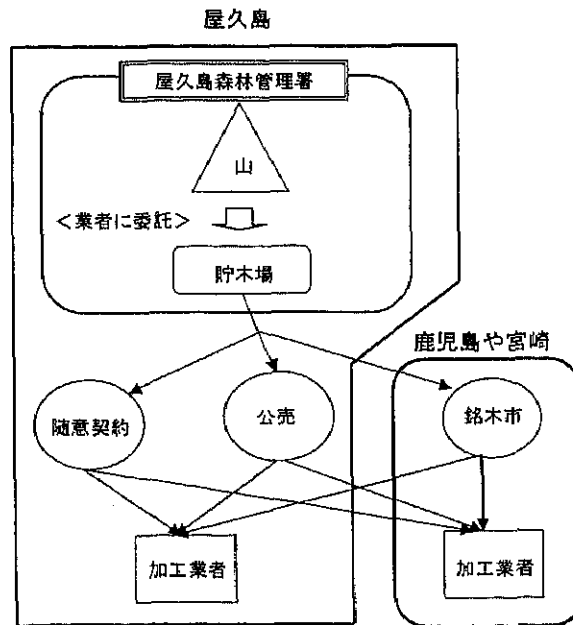 屋久島
屋久島森林管理署
山
＜業者に委託＞
貯木場
鹿児島や宮崎
随意契約
公売
銘木市
加工業者
加工業者